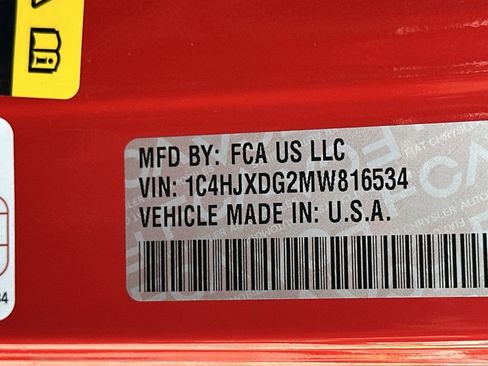 MFD BY: FCA US LLC
VIN: 1C4HJXDG2MW816534
VEHICLE MADE IN: U.S.A.